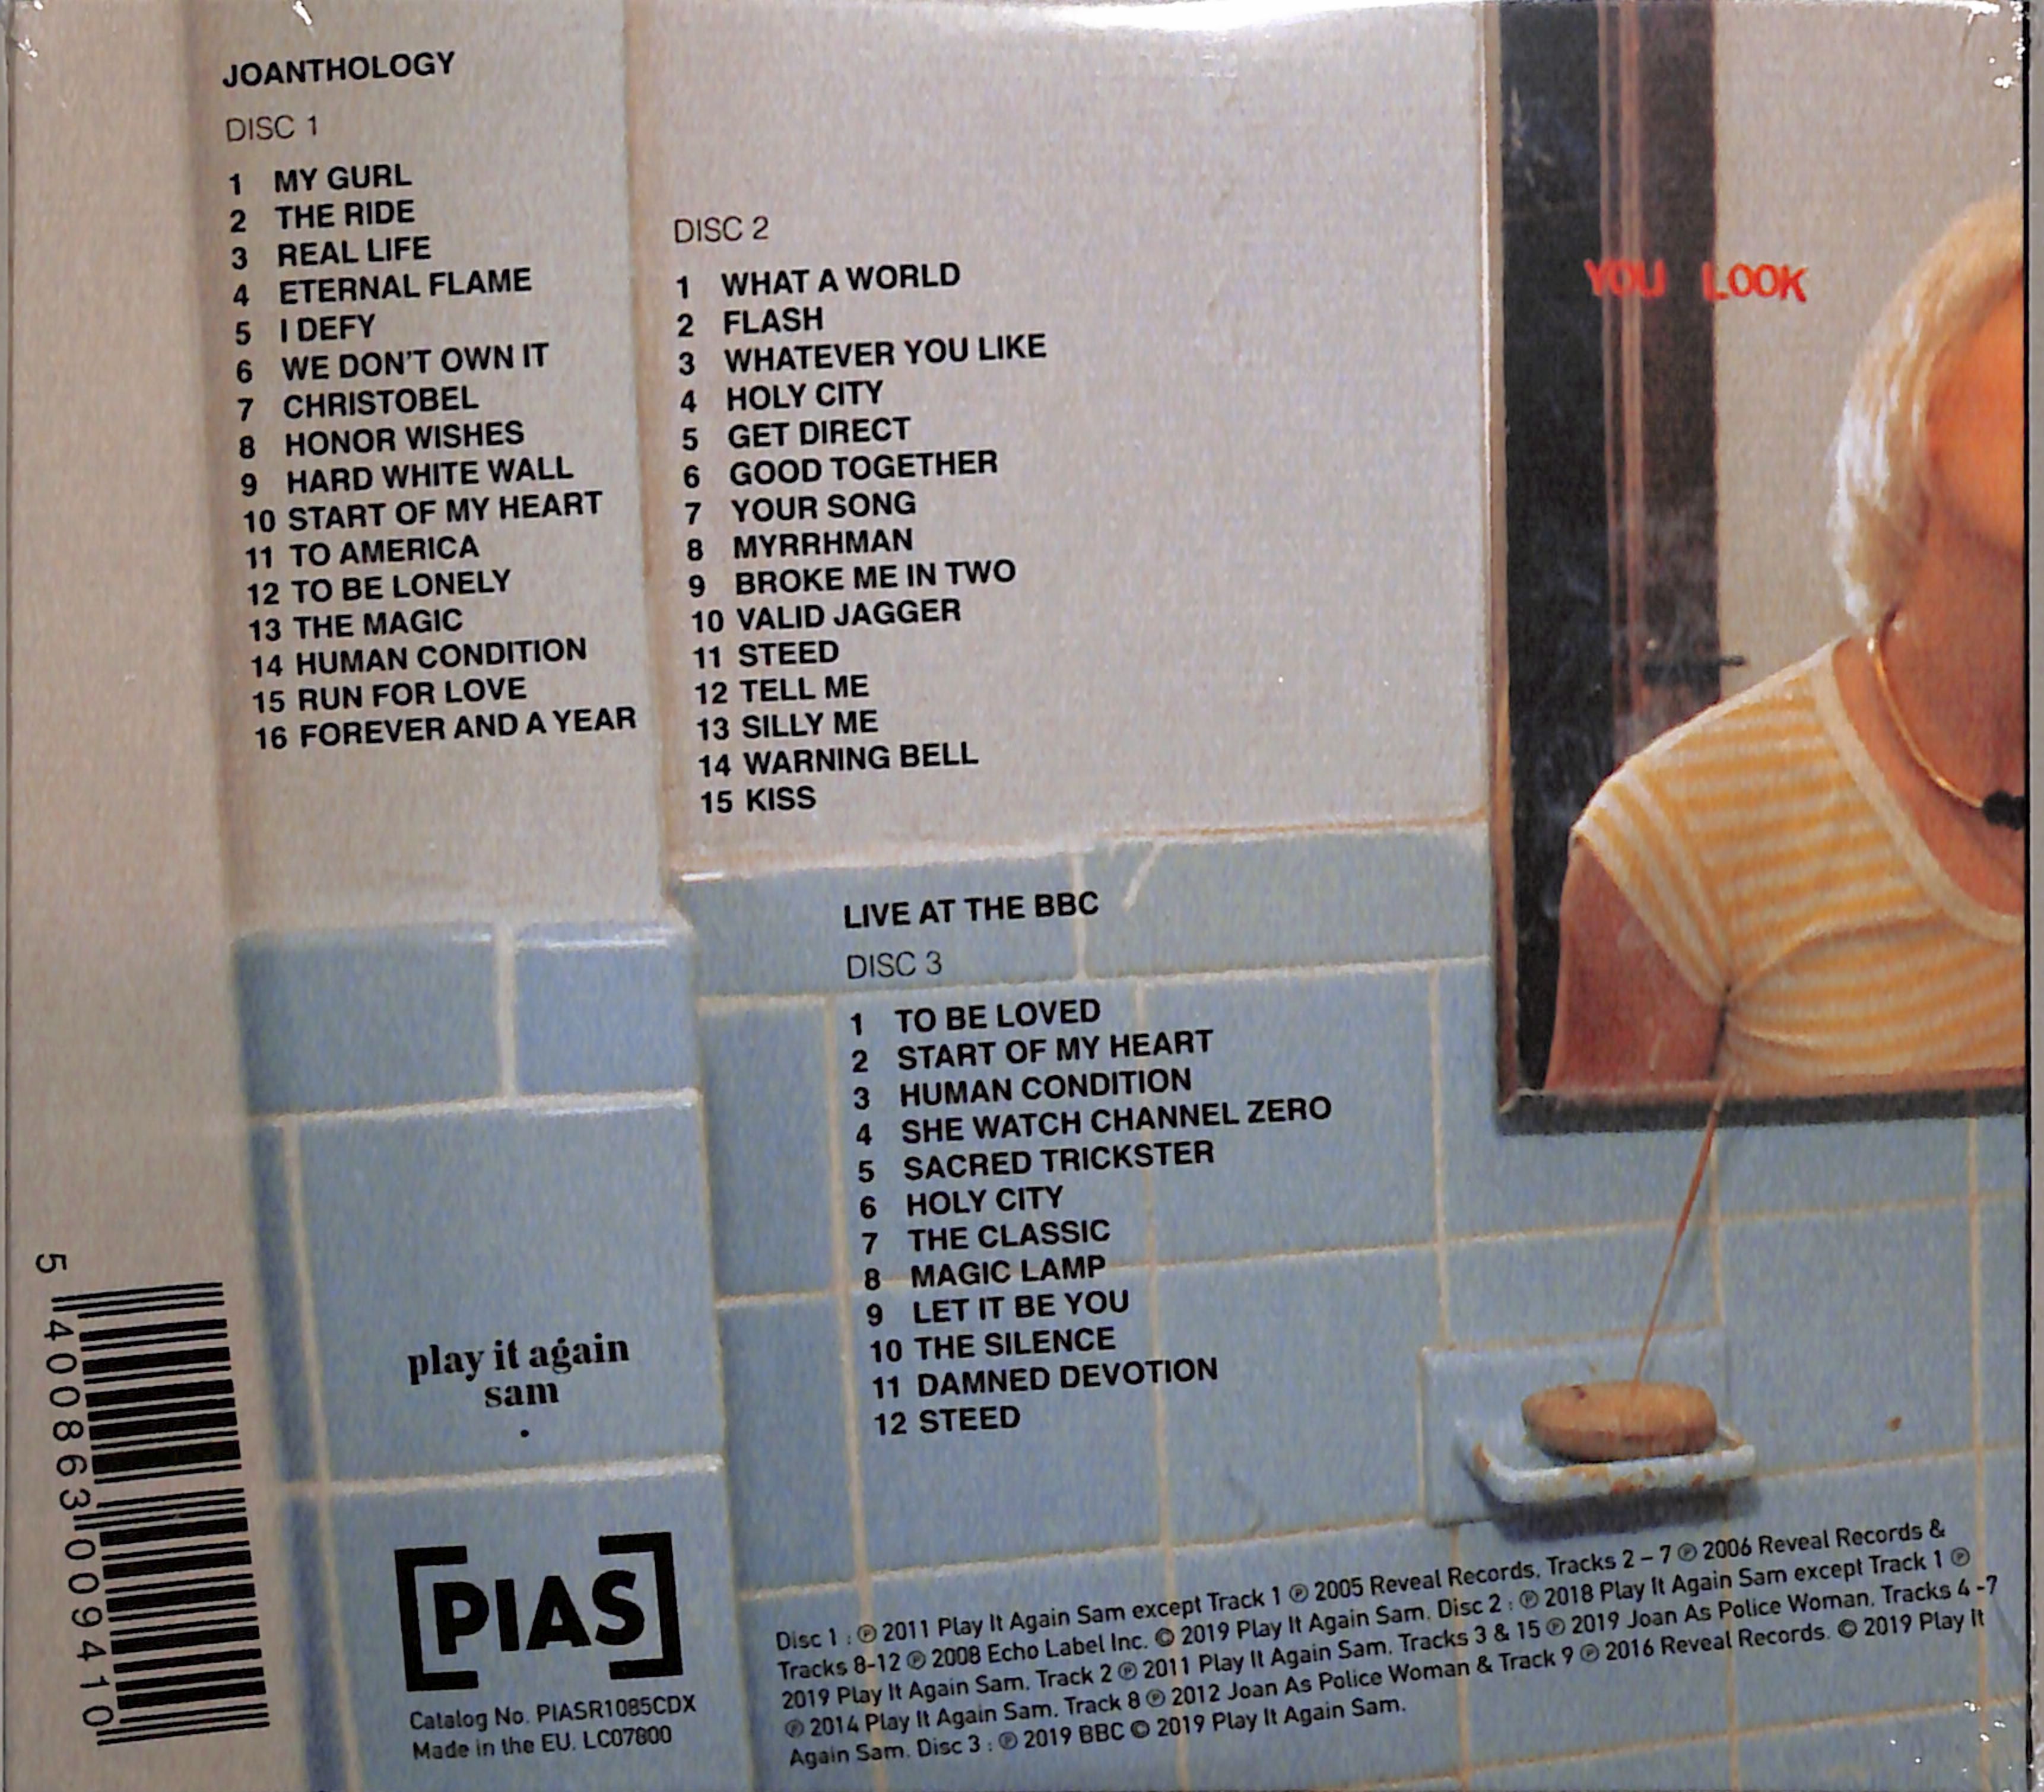 JOANTHOLOGY
DISC 1
1 MY GURL
2 THE RIDE
3 REAL LIFE
4 ETERNAL FLAME
5 I DEFY
6 WE DON'T OWN IT
7 CHRISTOBEL
8 HONOR WISHES
9 HARD WHITE WALL
10 START OF MY HEART
11 TO AMERICA
12 TO BE LONELY
13 THE MAGIC
14 HUMAN CONDITION
15 RUN FOR LOVE
16 FOREVER AND A YEAR
DISC 2
1 WHAT A WORLD
2 FLASH
3 WHATEVER YOU LIKE
4 HOLY CITY
5 GET DIRECT
6 GOOD TOGETHER
7 YOUR SONG
8 MYRRHMAN
9 BROKE ME IN TWO
10 VALID JAGGER
11 STEED
12 TELL ME
13 SILLY ME
14 WARNING BELL
15 KISS
YOU LOOK
LIVE AT THE BBC
DISC 3
1 TO BE LOVED
2 START OF MY HEART
3 HUMAN CONDITION
4 SHE WATCH CHANNEL ZERO
5 SACRED TRICKSTER
6 HOLY CITY
7 THE CLASSIC
8 MAGIC LAMP
9 LET IT BE YOU
10 THE SILENCE
11 DAMNED DEVOTION
12 STEED
5 400863 009410
play it again
sam
.
[PIAS]
Catalog No. PIASR1085CDX
Made in the EU. LC07800
Disc 1 : ℗ 2011 Play It Again Sam except Track 1 ℗ 2005 Reveal Records, Tracks 2 – 7 ℗ 2006 Reveal Records &
Tracks 8-12 ℗ 2008 Echo Label Inc. © 2019 Play It Again Sam. Disc 2 : ℗ 2018 Play It Again Sam except Track 1 ℗
2019 Play It Again Sam, Track 2 ℗ 2011 Play It Again Sam, Tracks 3 & 15 ℗ 2019 Joan As Police Woman, Tracks 4 -7
℗ 2014 Play It Again Sam, Track 8 ℗ 2012 Joan As Police Woman & Track 9 ℗ 2016 Reveal Records. © 2019 Play It
Again Sam. Disc 3 : ℗ 2019 BBC © 2019 Play It Again Sam.